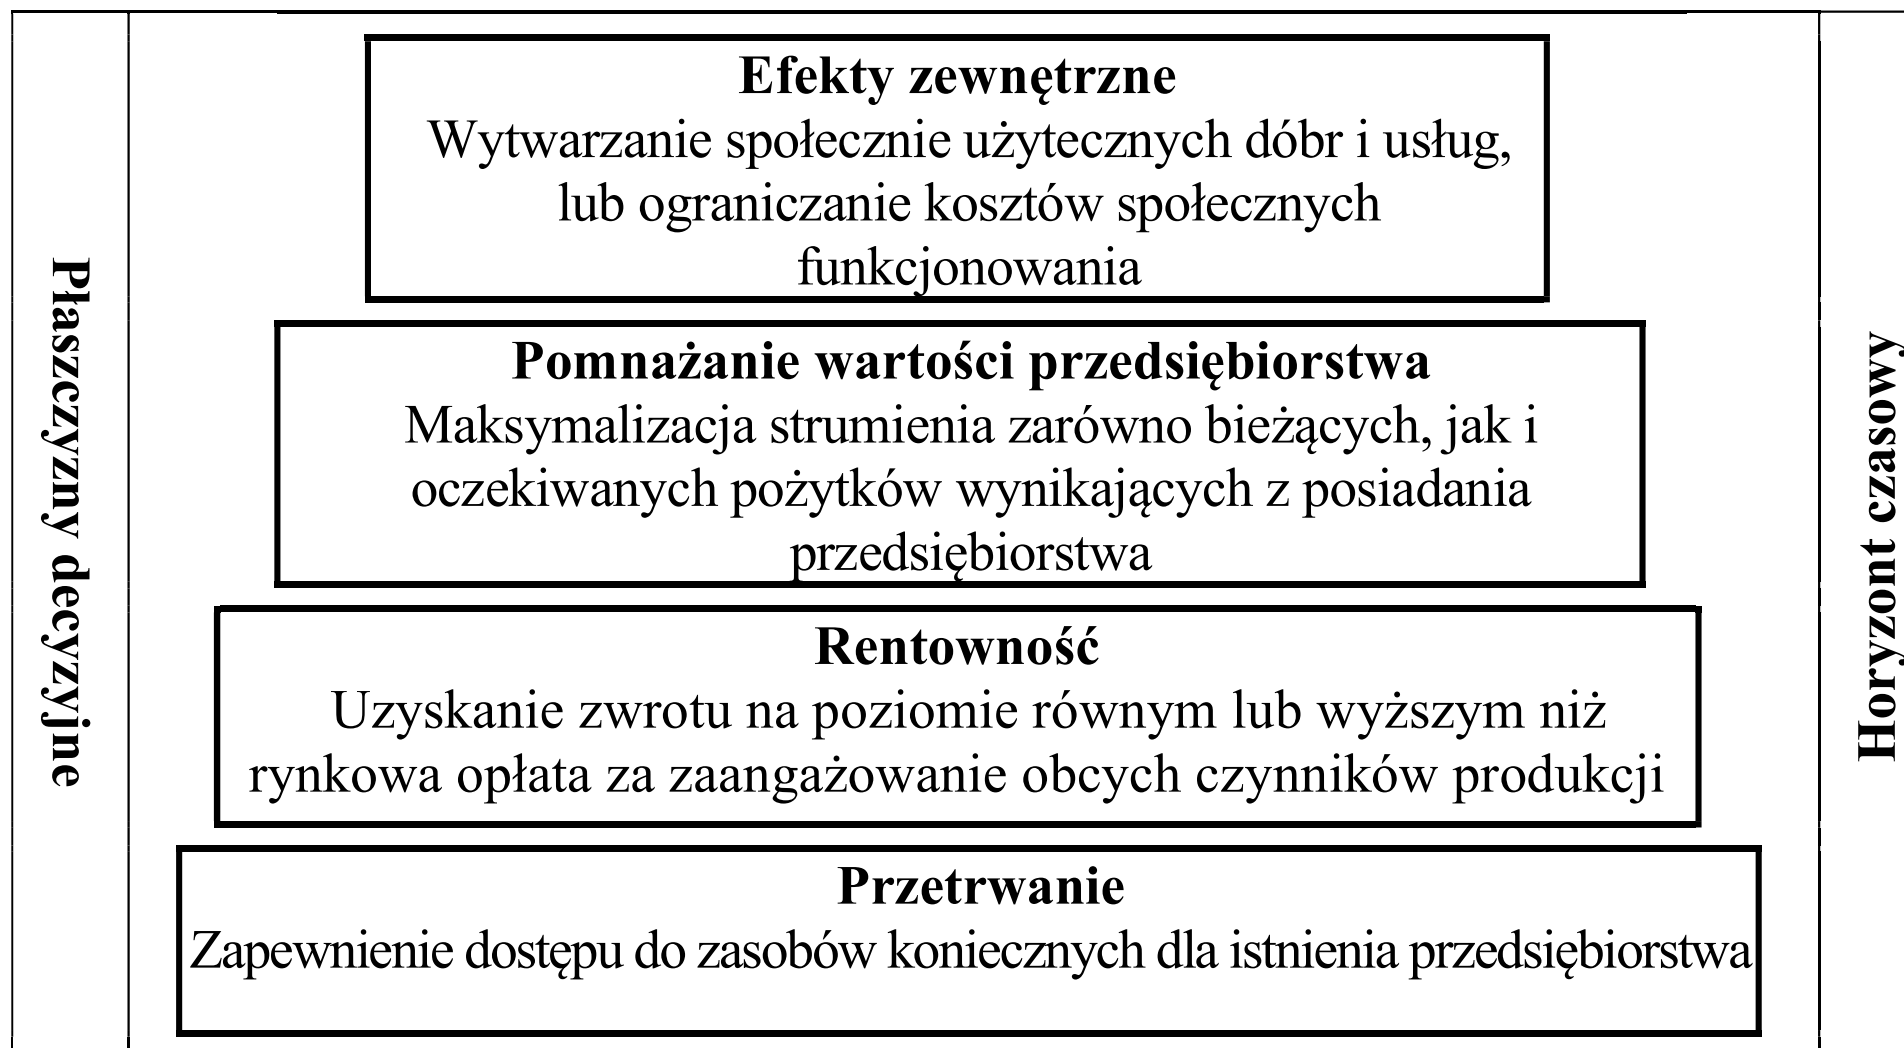 Płaszczyzny decyzyjne
Efekty zewnętrzne
Wytwarzanie społecznie użytecznych dóbr i usług,
lub ograniczanie kosztów społecznych
funkcjonowania
Pomnażanie wartości przedsiębiorstwa
Maksymalizacja strumienia zarówno bieżących, jak i
oczekiwanych pożytków wynikających z posiadania
przedsiębiorstwa
Rentowność
Uzyskanie zwrotu na poziomie równym lub wyższym niż
rynkowa opłata za zaangażowanie obcych czynników produkcji
Przetrwanie
Zapewnienie dostępu do zasobów koniecznych dla istnienia przedsiębiorstwa
Horyzont czasowy